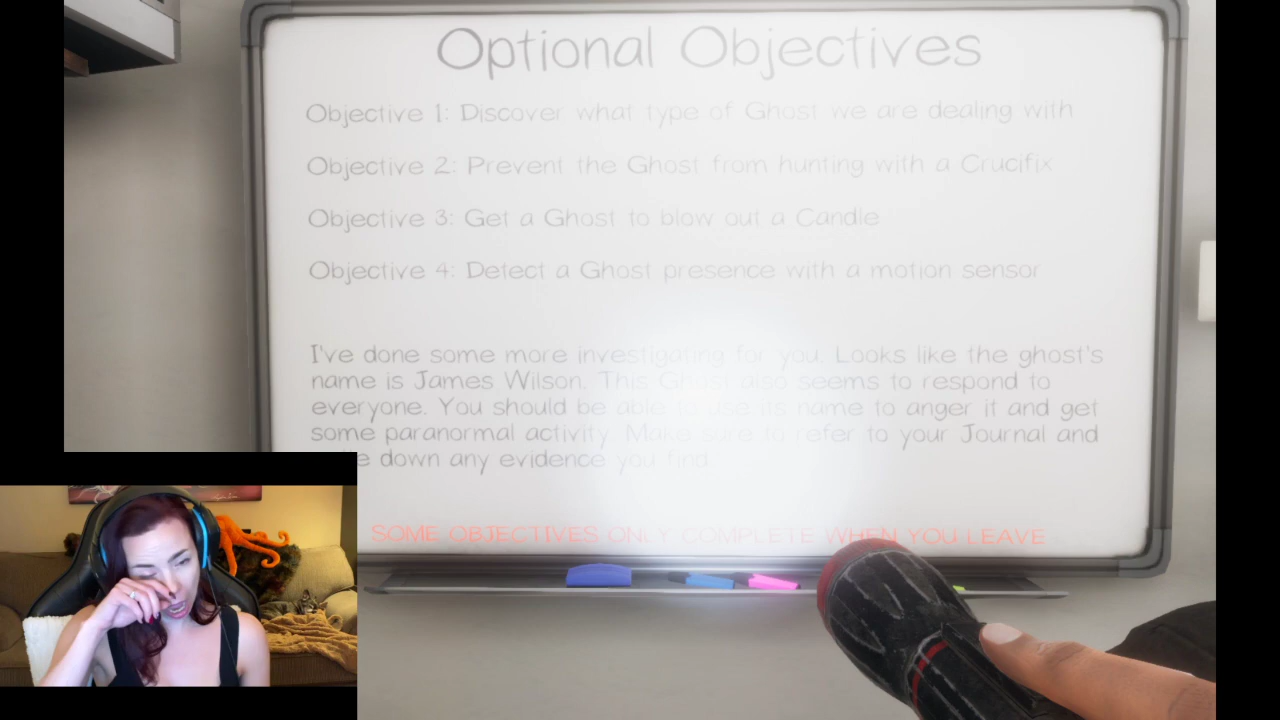 Optional Objectives
Objective 1: Discover what type of Ghost we are dealing with
Objective 2: Prevent the Ghost from hunting with a Crucifix
Objective 3: Get a Ghost to blow out a Candle
Objective 4: Detect a Ghost presence with a motion sensor
I've done some more investigating for you. Looks like the ghost's
name is James Wilson. This Ghost also seems to respond to
everyone. You should be able to use its name to anger it and get
some paranormal activity. Make sure to refer to your Journal and
down any evidence you find.
SOME OBJECTIVES ONLY COMPLETE WHEN YOU LEAVE